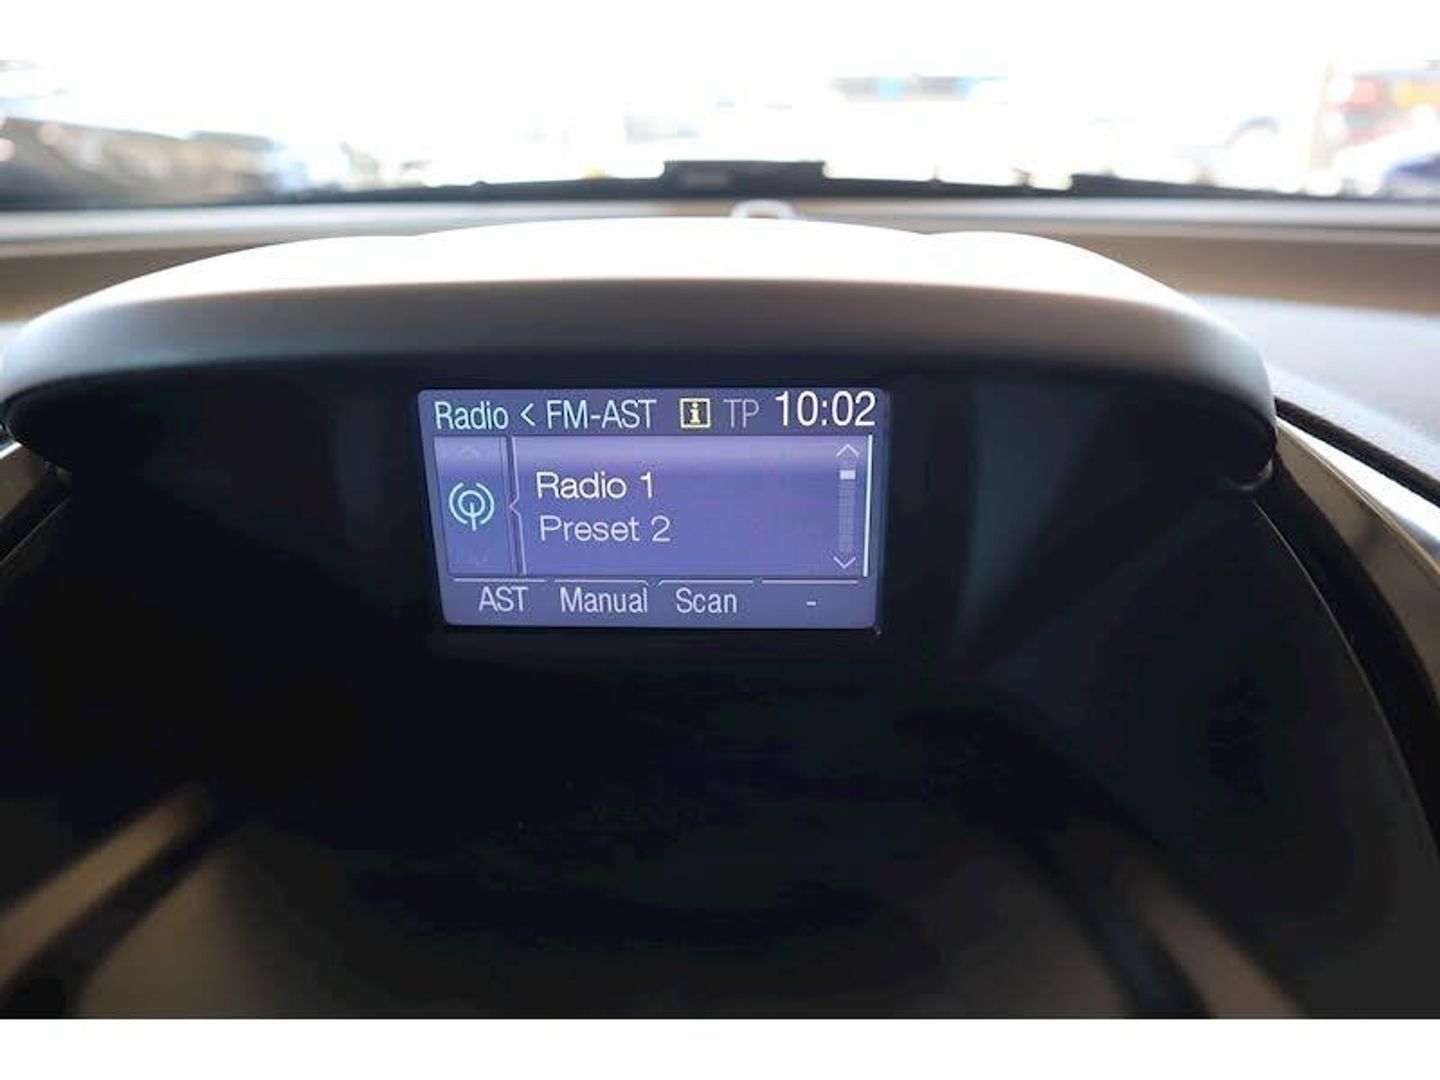 Radio < FM-AST i TP 10:02
Radio 1
Preset 2
AST Manual Scan -